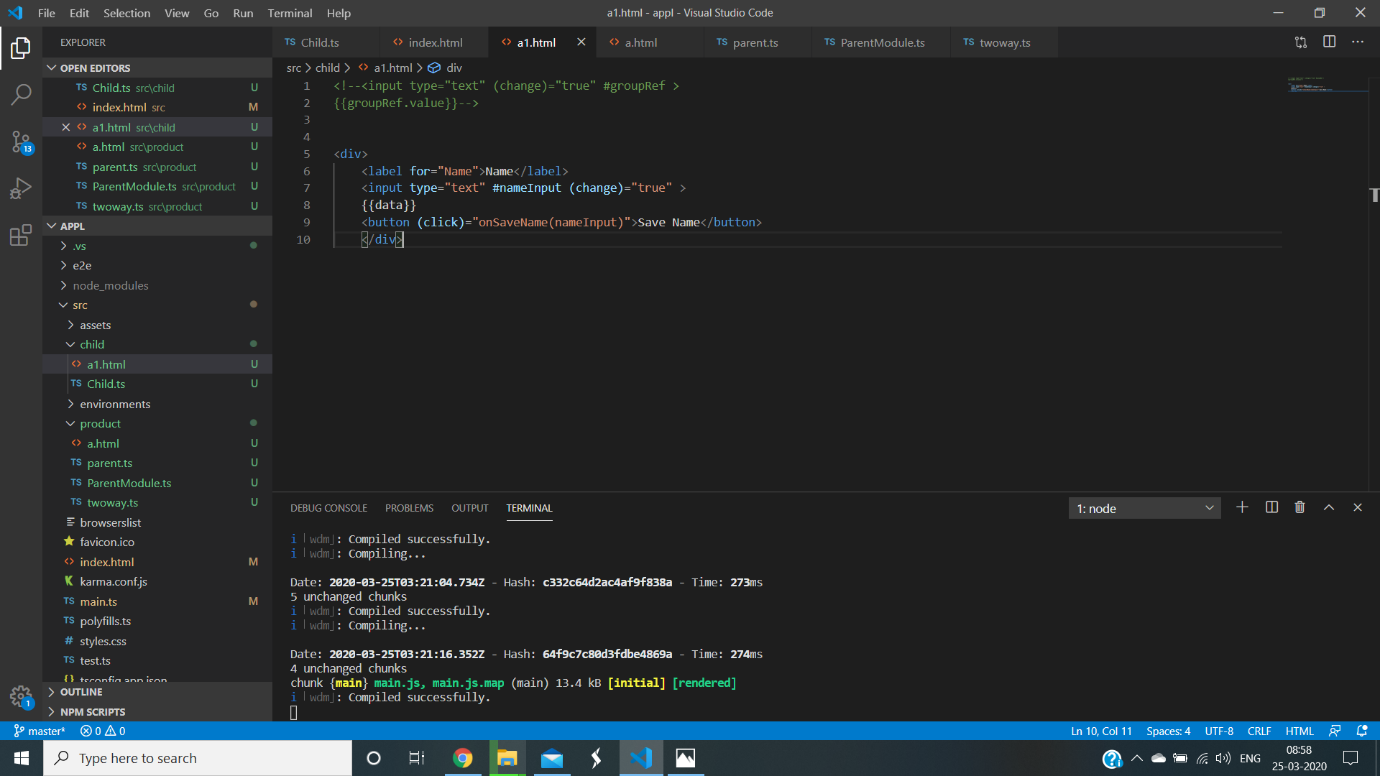 File Edit Selection View Go Run Terminal Help a1.html - appl - Visual Studio Code
EXPLORER
TS Child.ts <> index.html <> a1.html TS parent.ts TS ParentModule.ts TS twoway.ts
<> a.html
OPEN EDITORS
TS Child.ts src\child U
<> index.html src M
<> a1.html src\child U
<> a.html src\product U
TS parent.ts src\product U
TS ParentModule.ts src\product U
TS twoway.ts src\product U
APPL
.vs
e2e
node_modules
src
assets
child
<> a1.html U
TS Child.ts U
environments
product
<> a.html U
TS parent.ts U
TS ParentModule.ts U
TS twoway.ts U
browserslist
favicon.ico
<> index.html M
karma.conf.js
TS main.ts M
TS polyfills.ts
# styles.css
TS test.ts
{} tsconfig.app.json
OUTLINE
NPM SCRIPTS
13
1
src > child > <> a1.html > div
1 <!--<input type="text" (change)="true" #groupRef >
2 {{groupRef.value}}-->
3
4
5 <div>
6 <label for="Name">Name</label>
7 <input type="text" #nameInput (change)="true" >
8 {{data}}
9 <button (click)="onSaveName(nameInput)">Save Name</button>
10 </div>
DEBUG CONSOLE PROBLEMS OUTPUT TERMINAL 1: node
i ｢wdm｣: Compiled successfully.
i ｢wdm｣: Compiling...
Date: 2020-03-25T03:21:04.734Z - Hash: c332c64d2ac4af9f838a - Time: 273ms
5 unchanged chunks
i ｢wdm｣: Compiled successfully.
i ｢wdm｣: Compiling...
Date: 2020-03-25T03:21:16.352Z - Hash: 64f9c7c80d3fdbe4869a - Time: 274ms
4 unchanged chunks
chunk {main} main.js, main.js.map (main) 13.4 kB [initial] [rendered]
i ｢wdm｣: Compiled successfully.
master* 0 0 Ln 10, Col 11 Spaces: 4 UTF-8 CRLF HTML
Type here to search
ENG
08:58
25-03-2020